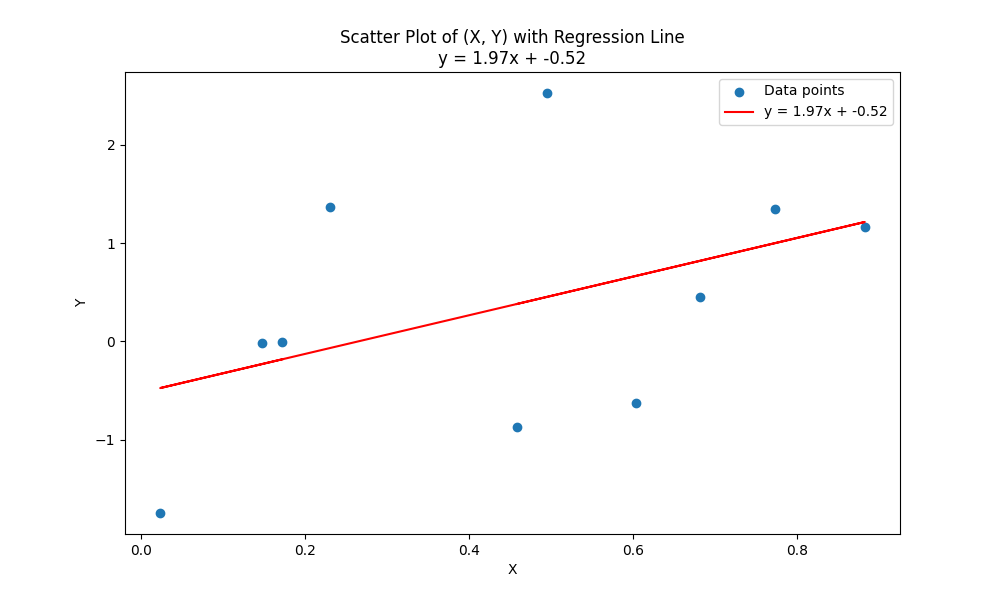 Scatter Plot of (X, Y) with Regression Line
y = 1.97x + -0.52
Data points
y = 1.97x + -0.52
2
1
0
−1
Y
0.0 0.2 0.4 0.6 0.8
X